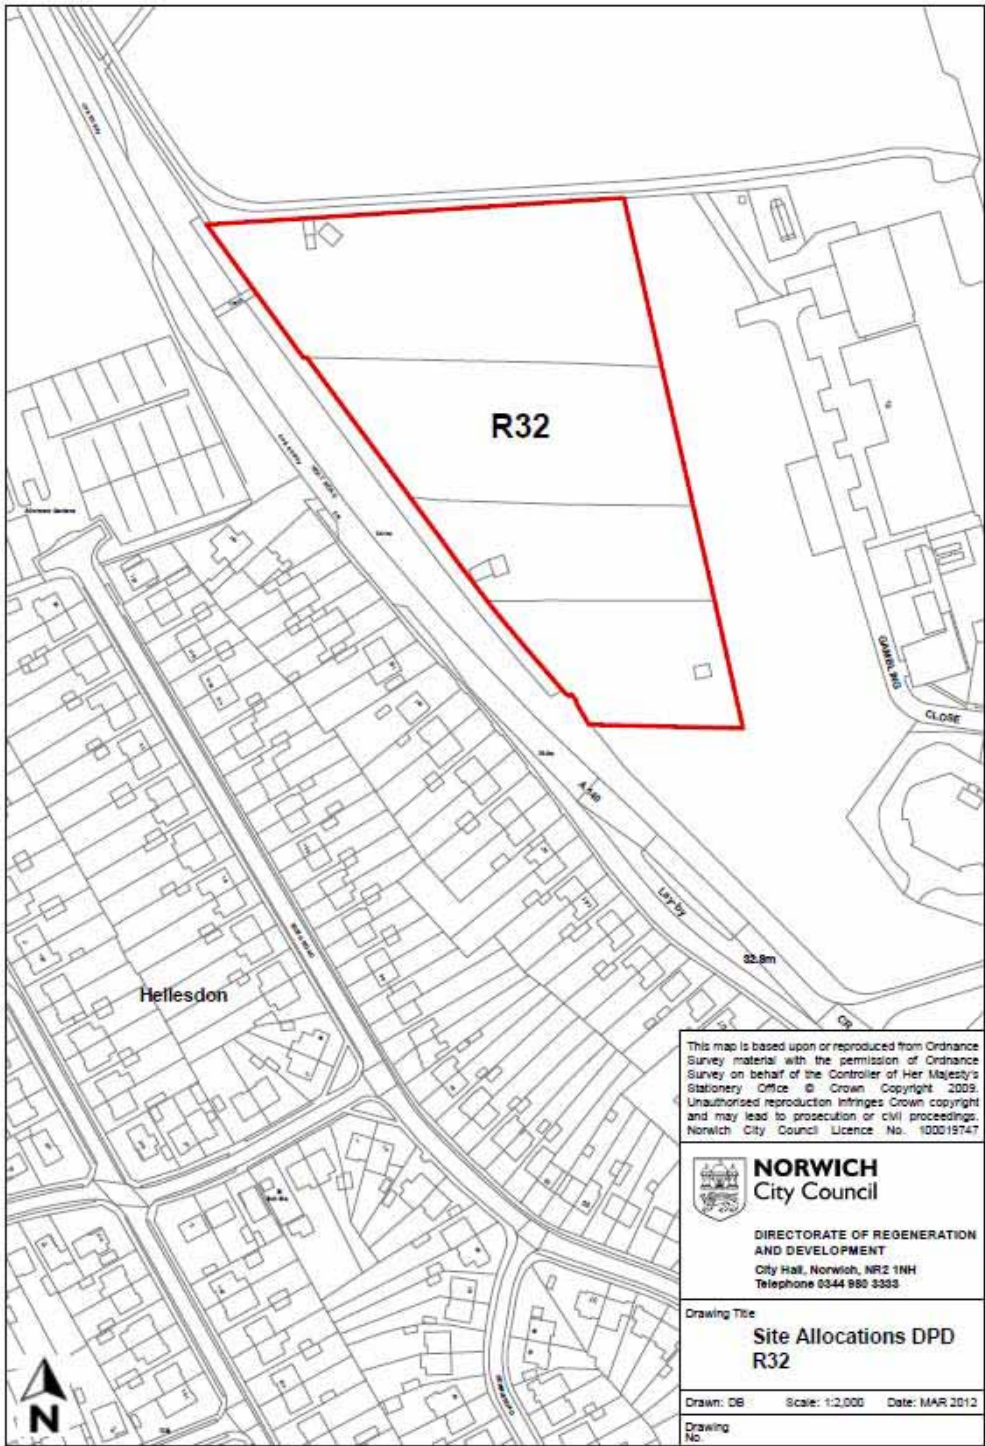 R32
GAMBLING
CLOSE
A 140
Lay-by
32.8m
CR
Hellesdon
This map is based upon or reproduced from Ordnance
Survey material with the permission of Ordnance
Survey on behalf of the Controller of Her Majesty's
Stationery Office © Crown Copyright 2009.
Unauthorised reproduction infringes Crown copyright
and may lead to prosecution or civil proceedings.
Norwich City Council Licence No. 100019747
NORWICH
City Council
DIRECTORATE OF REGENERATION
AND DEVELOPMENT
City Hall, Norwich, NR2 1NH
Telephone 0344 980 3333
Drawing Title
Site Allocations DPD
R32
Drawn: DB Scale: 1:2,000 Date: MAR 2012
Drawing
No.
N